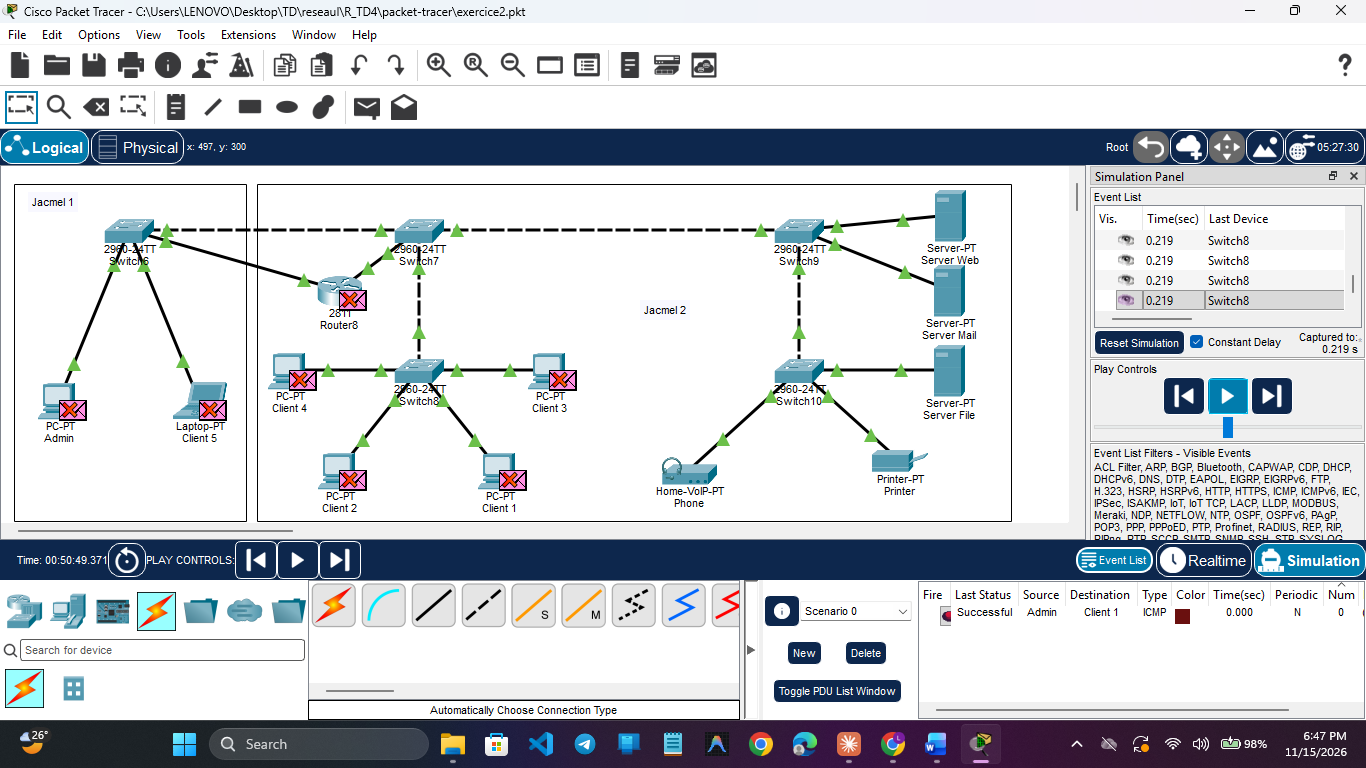 Cisco Packet Tracer - C:\Users\LENOVO\Desktop\TD\reseaul\R_TD4\packet-tracer\exercice2.pkt
File Edit Options View Tools Extensions Window Help
Logical Physical x: 497, y: 300 Root 05:27:30
Simulation Panel
Event List
Vis. Time(sec) Last Device
0.219 Switch8
0.219 Switch8
0.219 Switch8
0.219 Switch8
Reset Simulation Constant Delay Captured to:
0.219 s
Play Controls
Event List Filters - Visible Events
ACL Filter, ARP, BGP, Bluetooth, CAPWAP, CDP, DHCP,
DHCPv6, DNS, DTP, EAPOL, EIGRP, EIGRPv6, FTP,
H.323, HSRP, HSRPv6, HTTP, HTTPS, ICMP, ICMPv6, IEC,
IPSec, ISAKMP, IoT, IoT TCP, LACP, LLDP, MODBUS,
Meraki, NDP, NETFLOW, NTP, OSPF, OSPFv6, PAgP,
POP3, PPP, PPPoED, PTP, Profinet, RADIUS, REP, RIP,
RIPng, RTP, SCCP, SMTP, SNMP, SSH, STP, SYSLOG,
Jacmel 1
2960-24TT
Switch6
2960-24TT
Switch7
2960-24TT
Switch9
Server-PT
Server Web
2811
Router8
Jacmel 2
Server-PT
Server Mail
PC-PT
Client 4
2960-24TT
Switch8
PC-PT
Client 3
2960-24TT
Switch10
Server-PT
Server File
PC-PT
Admin
Laptop-PT
Client 5
PC-PT
Client 2
PC-PT
Client 1
Home-VoIP-PT
Phone
Printer-PT
Printer
Time: 00:50:49.371 PLAY CONTROLS: Event List Realtime Simulation
Search for device
S M
Automatically Choose Connection Type
Scenario 0
New Delete
Toggle PDU List Window
Fire Last Status Source Destination Type Color Time(sec) Periodic Num
Successful Admin Client 1 ICMP 0.000 N 0
26° Search 98% 6:47 PM
11/15/2026